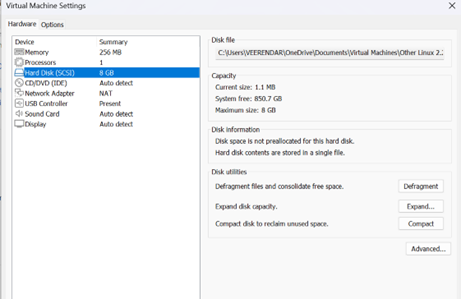 Virtual Machine Settings
Hardware Options
Device Summary
Memory 256 MB
Processors 1
Hard Disk (SCSI) 8 GB
CD/DVD (IDE) Auto detect
Network Adapter NAT
USB Controller Present
Sound Card Auto detect
Display Auto detect
Disk file
C:\Users\VEERENDAR\OneDrive\Documents\Virtual Machines\Other Linux 2.
Capacity
Current size: 1.1 MB
System free: 850.7 GB
Maximum size: 8 GB
Disk information
Disk space is not preallocated for this hard disk.
Hard disk contents are stored in a single file.
Disk utilities
Defragment files and consolidate free space. Defragment
Expand disk capacity. Expand...
Compact disk to reclaim unused space. Compact
Advanced...